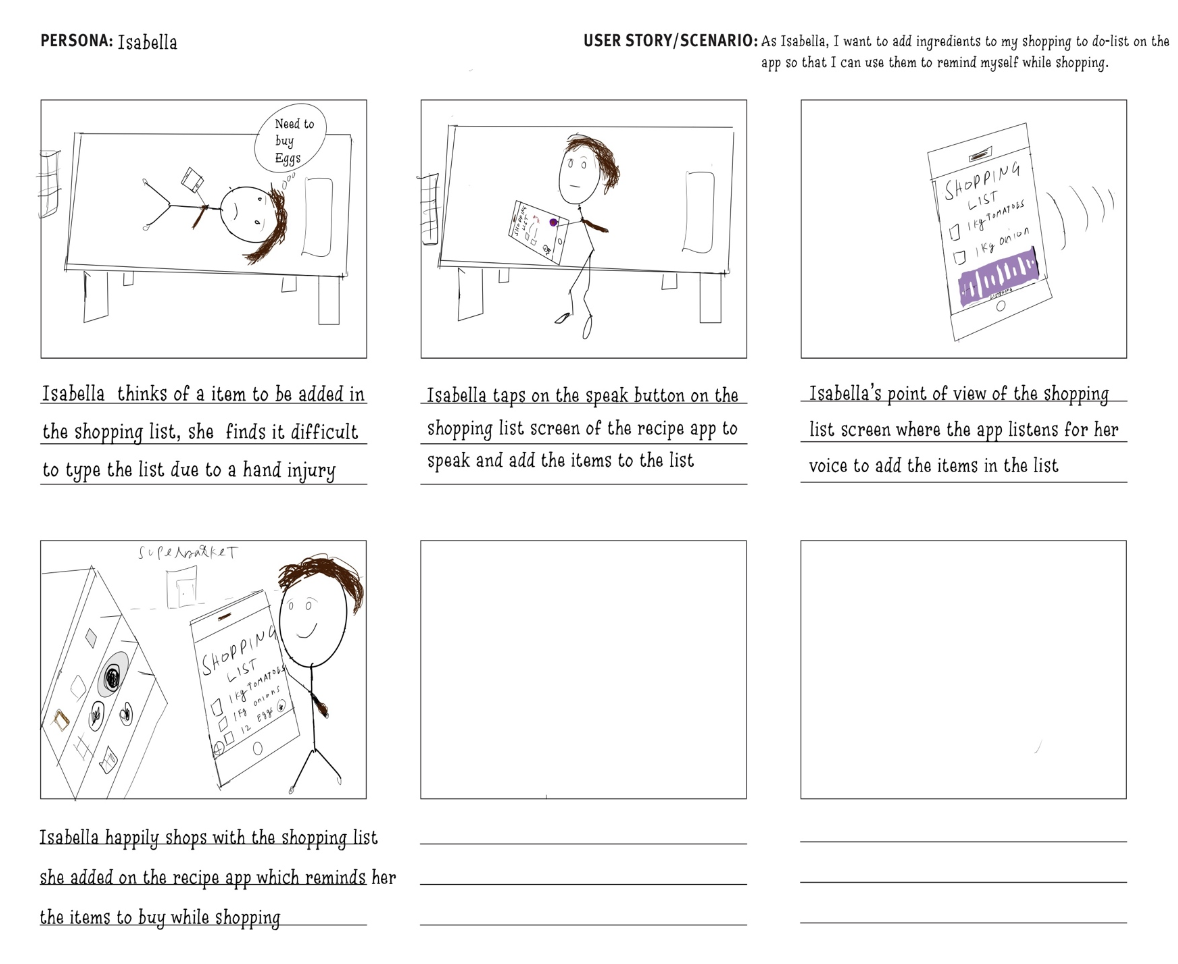 PERSONA: Isabella
USER STORY/SCENARIO: As Isabella, I want to add ingredients to my shopping to do-list on the
app so that I can use them to remind myself while shopping.
Need to
buy
Eggs
Isabella thinks of a item to be added in
the shopping list, she finds it difficult
to type the list due to a hand injury
Isabella taps on the speak button on the
shopping list screen of the recipe app to
speak and add the items to the list
SHOPPING
LIST
1 kg TOMATOES
1 kg onion
Isabella's point of view of the shopping
list screen where the app listens for her
voice to add the items in the list
SUPERMARKET
SHOPPING
LIST
1 kg TOMATOES
1 kg onions
12 Eggs
Isabella happily shops with the shopping list
she added on the recipe app which reminds her
the items to buy while shopping